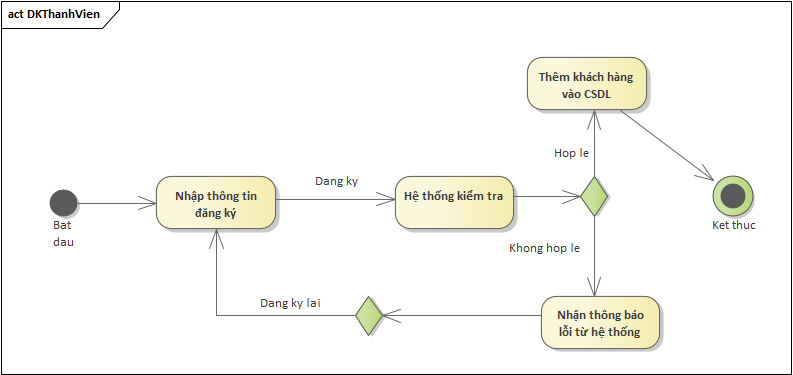 act DKThanhVien
Thêm khách hàng
vào CSDL
Hop le
Dang ky
Nhập thông tin
đăng ký
Hệ thống kiểm tra
Bat
dau
Ket thuc
Khong hop le
Dang ky lai
Nhận thông báo
lỗi từ hệ thống